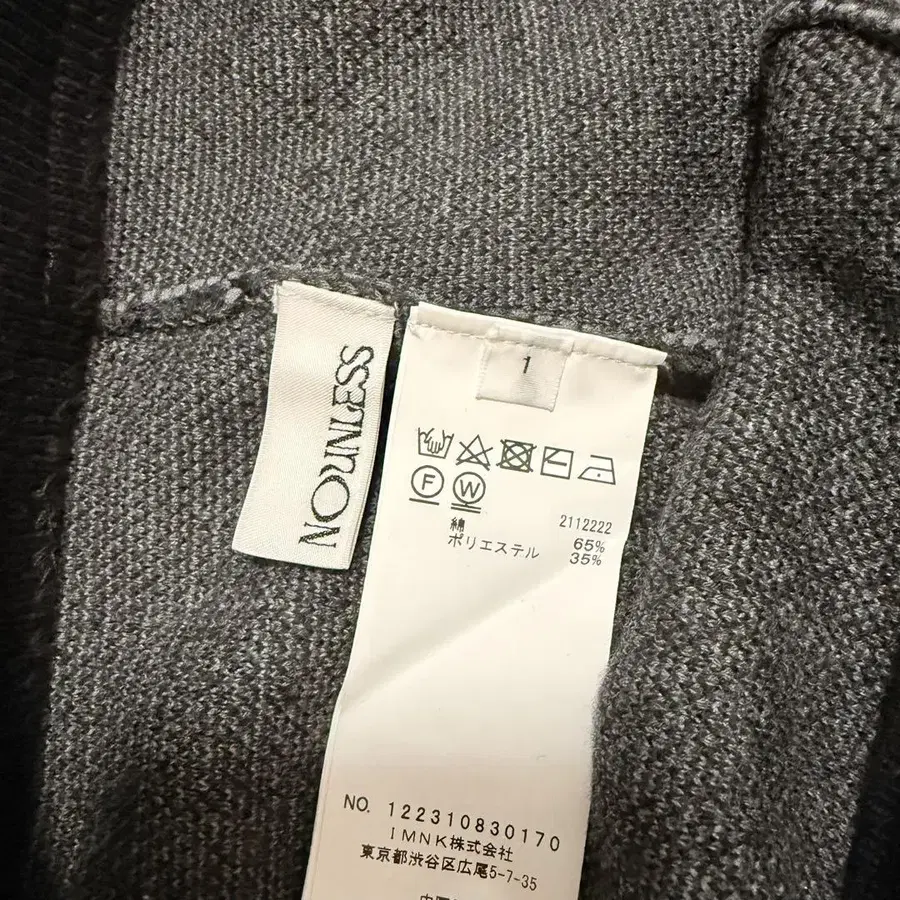 NOUNLESS
1
F W
2112222
綿 65%
ポリエステル 35%
NO. 122310830170
IMNK株式会社
東京都渋谷区広尾5-7-35